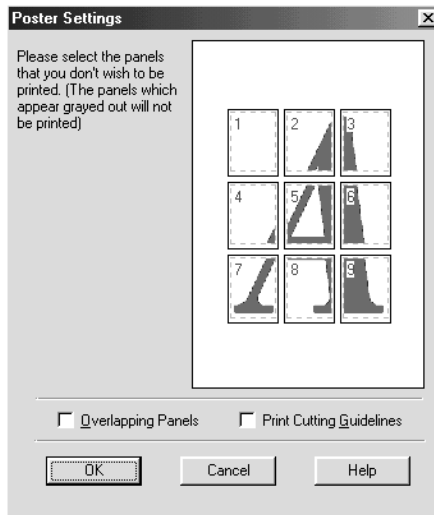 Poster Settings
Please select the panels
that you don't wish to be
printed. (The panels which
appear grayed out will not
be printed)
1 2 3
4 5 6
7 8 9
Overlapping Panels Print Cutting Guidelines
OK Cancel Help